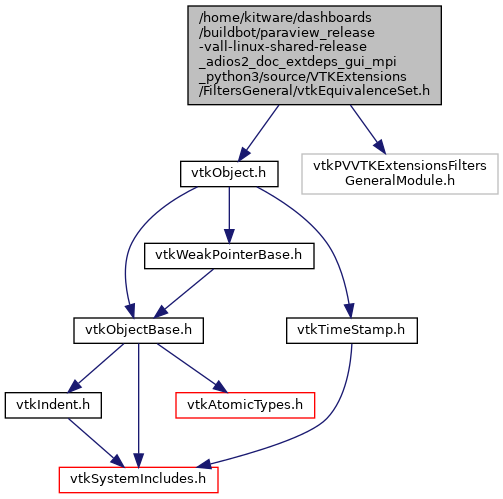 /home/kitware/dashboards
/buildbot/paraview_release
-vall-linux-shared-release
_adios2_doc_extdeps_gui_mpi
_python3/source/VTKExtensions
/FiltersGeneral/vtkEquivalenceSet.h
vtkObject.h
vtkPVVTKExtensionsFilters
GeneralModule.h
vtkWeakPointerBase.h
vtkObjectBase.h
vtkTimeStamp.h
vtkIndent.h
vtkAtomicTypes.h
vtkSystemIncludes.h